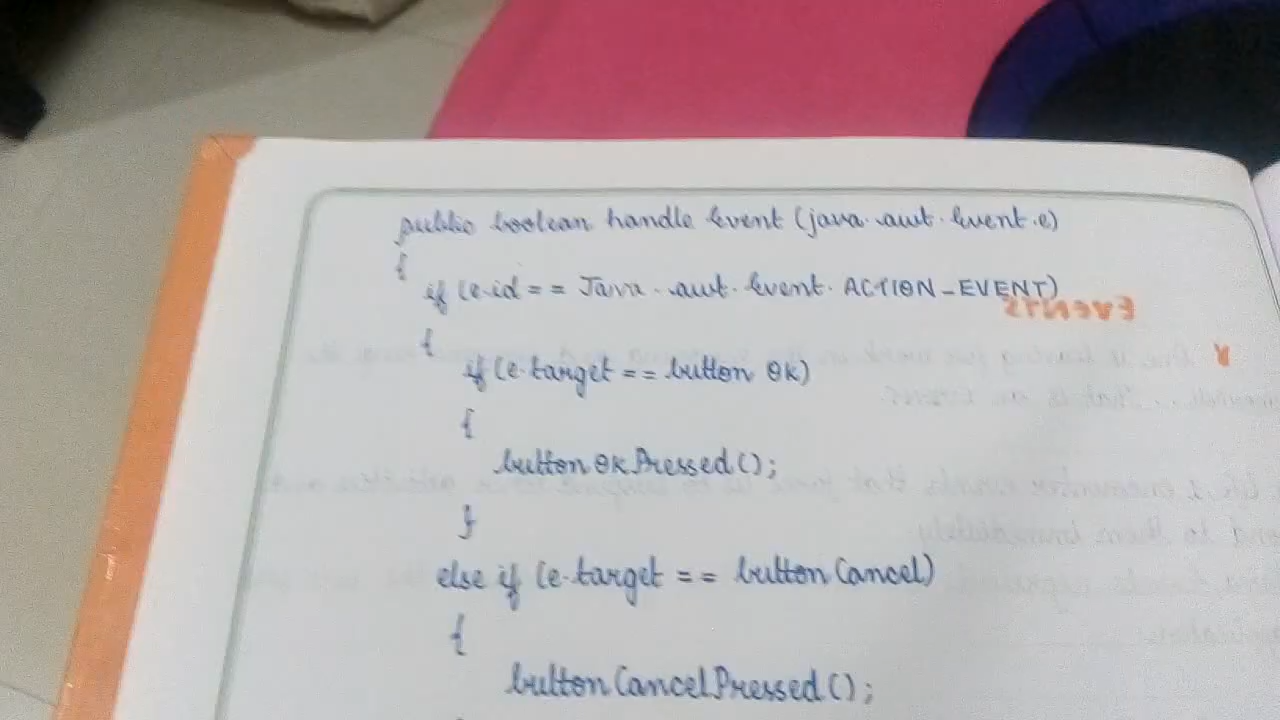 public boolean handle Event (java.awt.Event.e)
{
if (e.id == Java.awt.Event.ACTION_EVENT)
{
if (e.target == button OK)
{
button OK Pressed();
}
else if (e.target == button Cancel)
{
button Cancel Pressed();